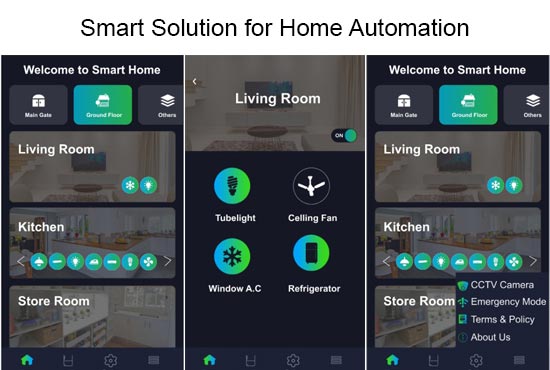 Smart Solution for Home Automation
Welcome to Smart Home
Main Gate
Ground Floor
Others
Living Room
Kitchen
Store Room
Living Room
ON
Tubelight
Celling Fan
Window A.C
Refrigerator
Welcome to Smart Home
Main Gate
Ground Floor
Others
Living Room
Kitchen
Store Room
CCTV Camera
Emergency Mode
Terms & Policy
About Us